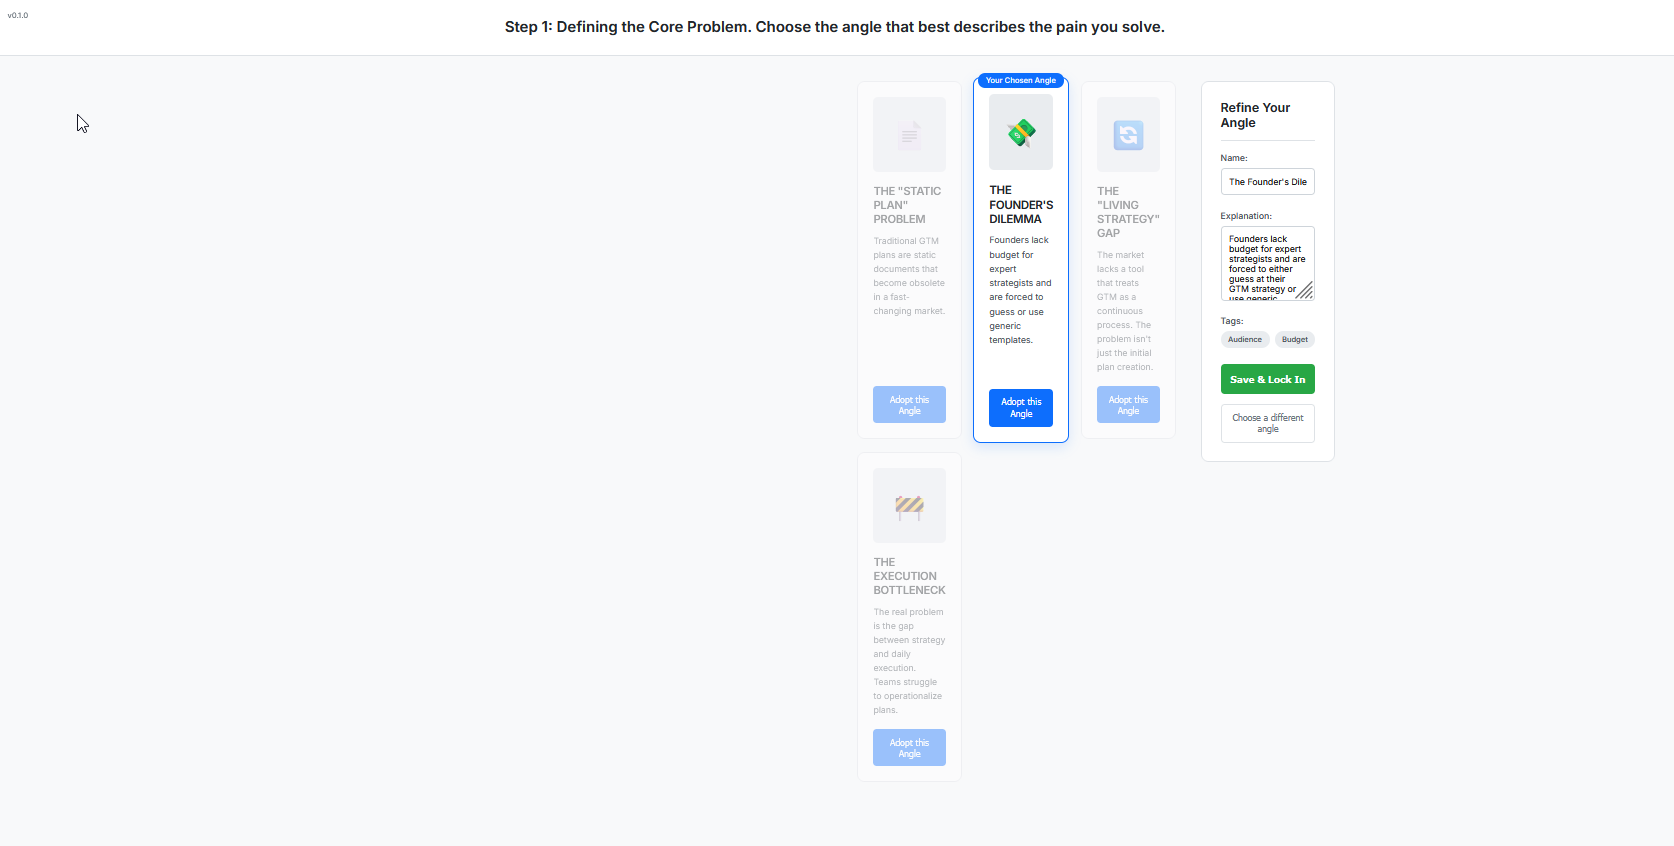 v0.1.0
Step 1: Defining the Core Problem. Choose the angle that best describes the pain you solve.
THE "STATIC
PLAN"
PROBLEM
Traditional GTM
plans are static
documents that
become obsolete
in a fast-
changing market.
Adopt this
Angle
Your Chosen Angle
THE
FOUNDER'S
DILEMMA
Founders lack
budget for
expert
strategists and
are forced to
guess or use
generic
templates.
Adopt this
Angle
THE
"LIVING
STRATEGY"
GAP
The market
lacks a tool
that treats
GTM as a
continuous
process. The
problem isn't
just the initial
plan creation.
Adopt this
Angle
THE
EXECUTION
BOTTLENECK
The real problem
is the gap
between strategy
and daily
execution.
Teams struggle
to operationalize
plans.
Adopt this
Angle
Refine Your
Angle
Name:
The Founder's Dile
Explanation:
Founders lack
budget for expert
strategists and are
forced to either
guess at their
GTM strategy or
use generic
Tags:
Audience
Budget
Save & Lock In
Choose a different
angle